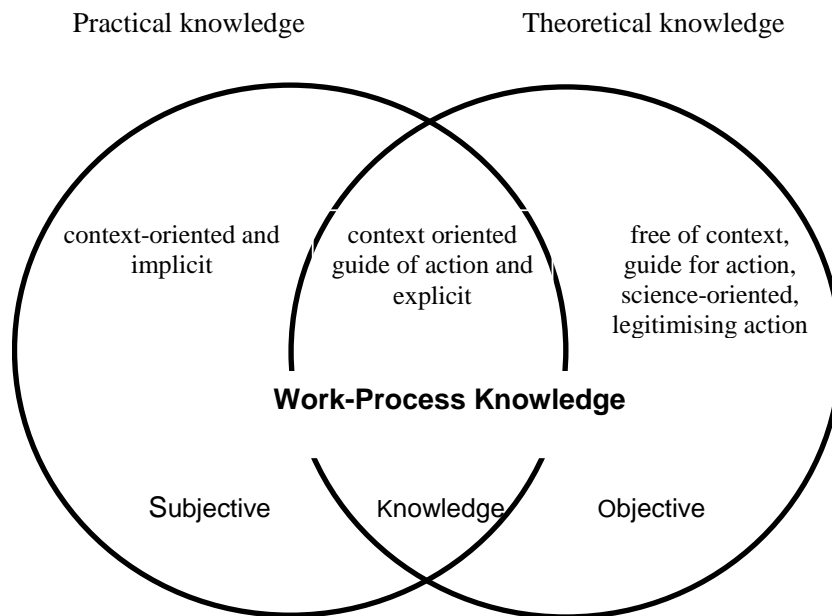 Practical knowledge
Theoretical knowledge
context-oriented and
implicit
context oriented
guide of action and
explicit
free of context,
guide for action,
science-oriented,
legitimising action
Work-Process Knowledge
Subjective
Knowledge
Objective